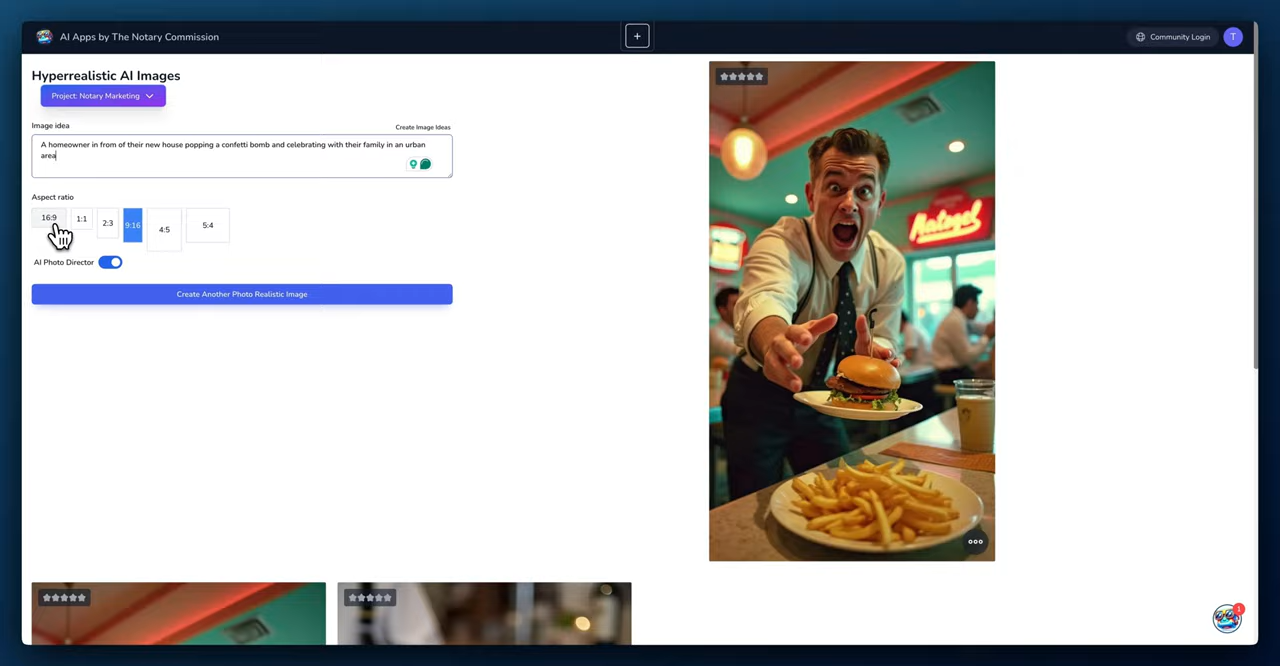 AI Apps by The Notary Commission
+
Community Login
T
Hyperrealistic AI Images
Project: Notary Marketing
Image idea
Create Image Ideas
A homeowner in from of their new house popping a confetti bomb and celebrating with their family in an urban
area
Aspect ratio
16:9
1:1
2:3
9:16
4:5
5:4
AI Photo Director
Create Another Photo Realistic Image
1